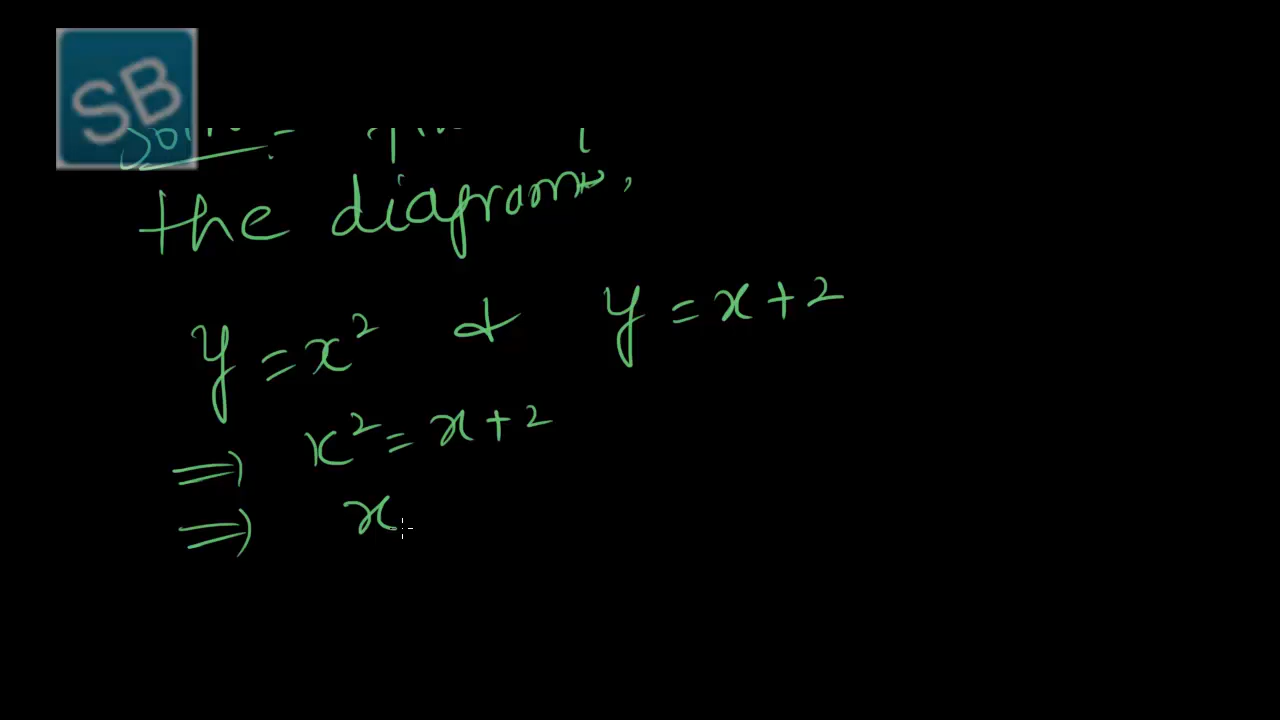 SB
the diagram,
y = x² & y = x+2
⇒ x² = x+2
⇒ x